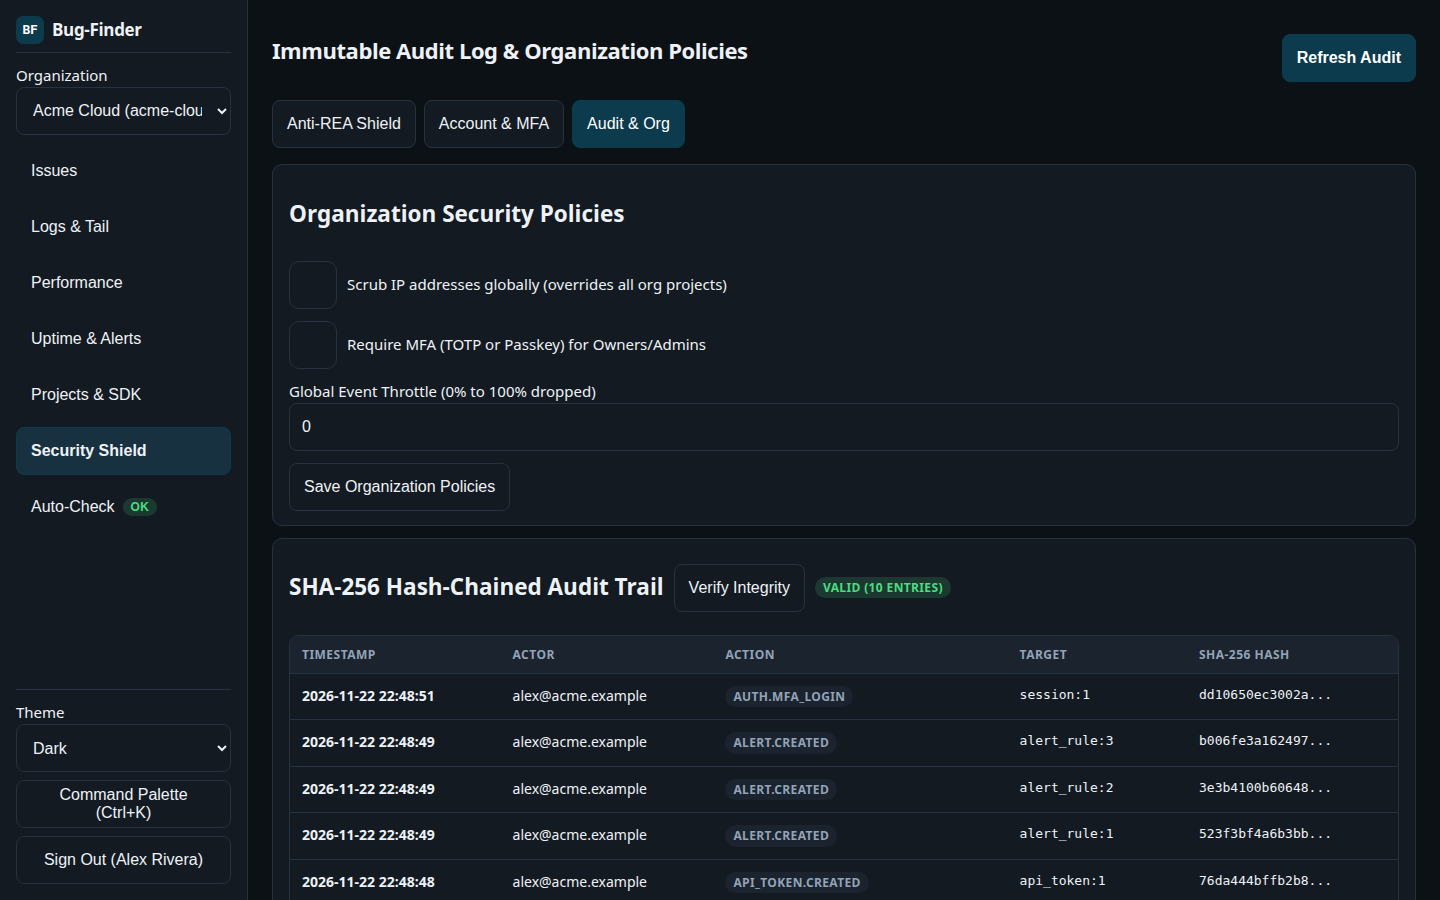 BF Bug-Finder
Organization
Acme Cloud (acme-clou
Issues
Logs & Tail
Performance
Uptime & Alerts
Projects & SDK
Security Shield
Auto-Check OK
Theme
Dark
Command Palette
(Ctrl+K)
Sign Out (Alex Rivera)
Immutable Audit Log & Organization Policies
Refresh Audit
Anti-REA Shield Account & MFA Audit & Org
Organization Security Policies
Scrub IP addresses globally (overrides all org projects)
Require MFA (TOTP or Passkey) for Owners/Admins
Global Event Throttle (0% to 100% dropped)
0
Save Organization Policies
SHA-256 Hash-Chained Audit Trail Verify Integrity VALID (10 ENTRIES)
TIMESTAMP ACTOR ACTION TARGET SHA-256 HASH
2026-11-22 22:48:51 alex@acme.example AUTH.MFA_LOGIN session:1 dd10650ec3002a...
2026-11-22 22:48:49 alex@acme.example ALERT.CREATED alert_rule:3 b006fe3a162497...
2026-11-22 22:48:49 alex@acme.example ALERT.CREATED alert_rule:2 3e3b4100b60648...
2026-11-22 22:48:49 alex@acme.example ALERT.CREATED alert_rule:1 523f3bf4a6b3bb...
2026-11-22 22:48:48 alex@acme.example API_TOKEN.CREATED api_token:1 76da444bffb2b8...